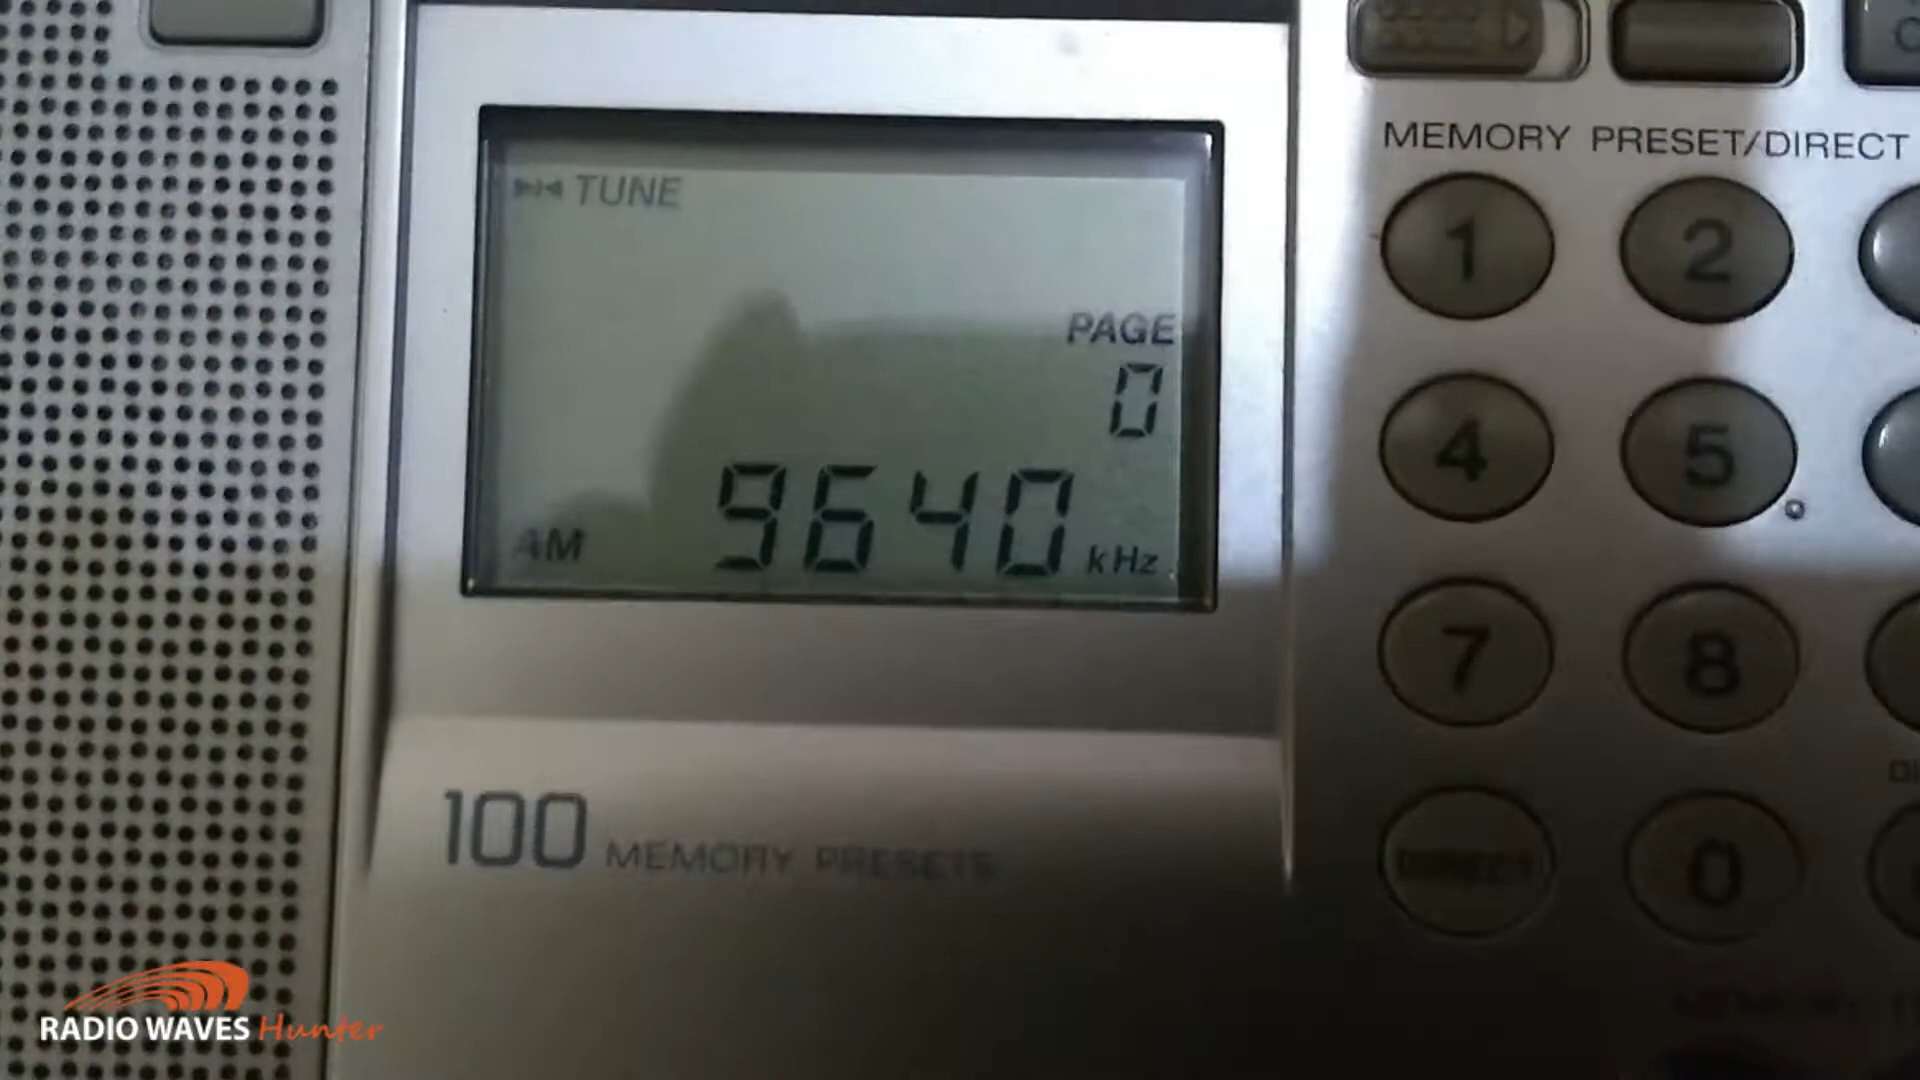 MEMORY PRESET/DIRECT
TUNE
PAGE
0
AM 9640 kHz
1 2
4 5
7 8
DIRECT 0
100 MEMORY PRESETS
RADIO WAVES Hunter